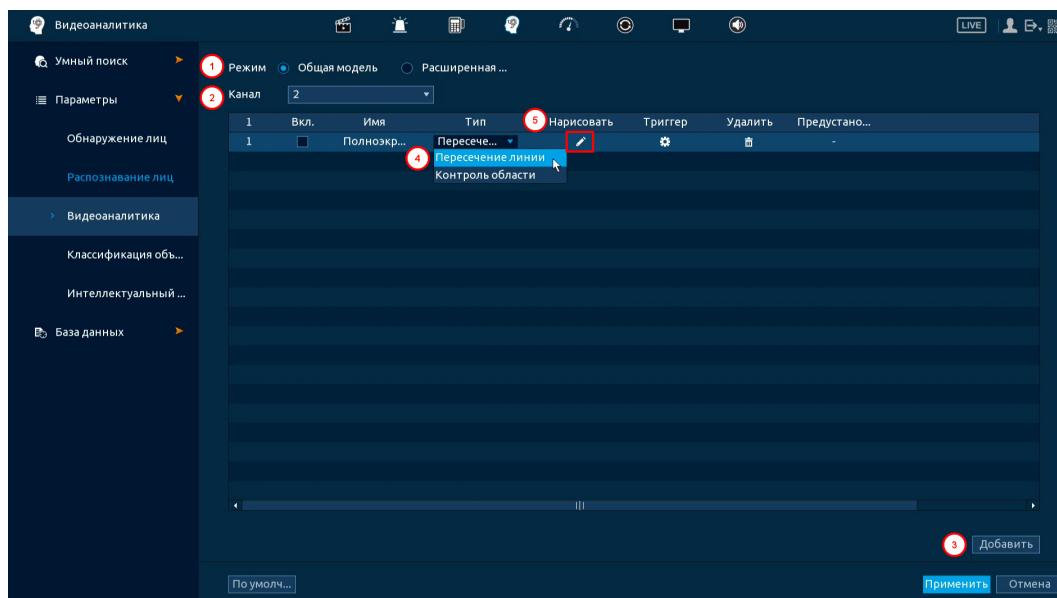 Видеоаналитика
LIVE
Умный поиск
Параметры
Обнаружение лиц
Распознавание лиц
Видеоаналитика
Классификация объ...
Интеллектуальный ...
База данных
1 Режим Общая модель Расширенная ...
2 Канал 2
5
1 Вкл. Имя Тип Нарисовать Триггер Удалить Предустано...
1 Полноэкр... Пересече... -
4 Пересечение линии
Контроль области
3 Добавить
По умолч... Применить Отмена